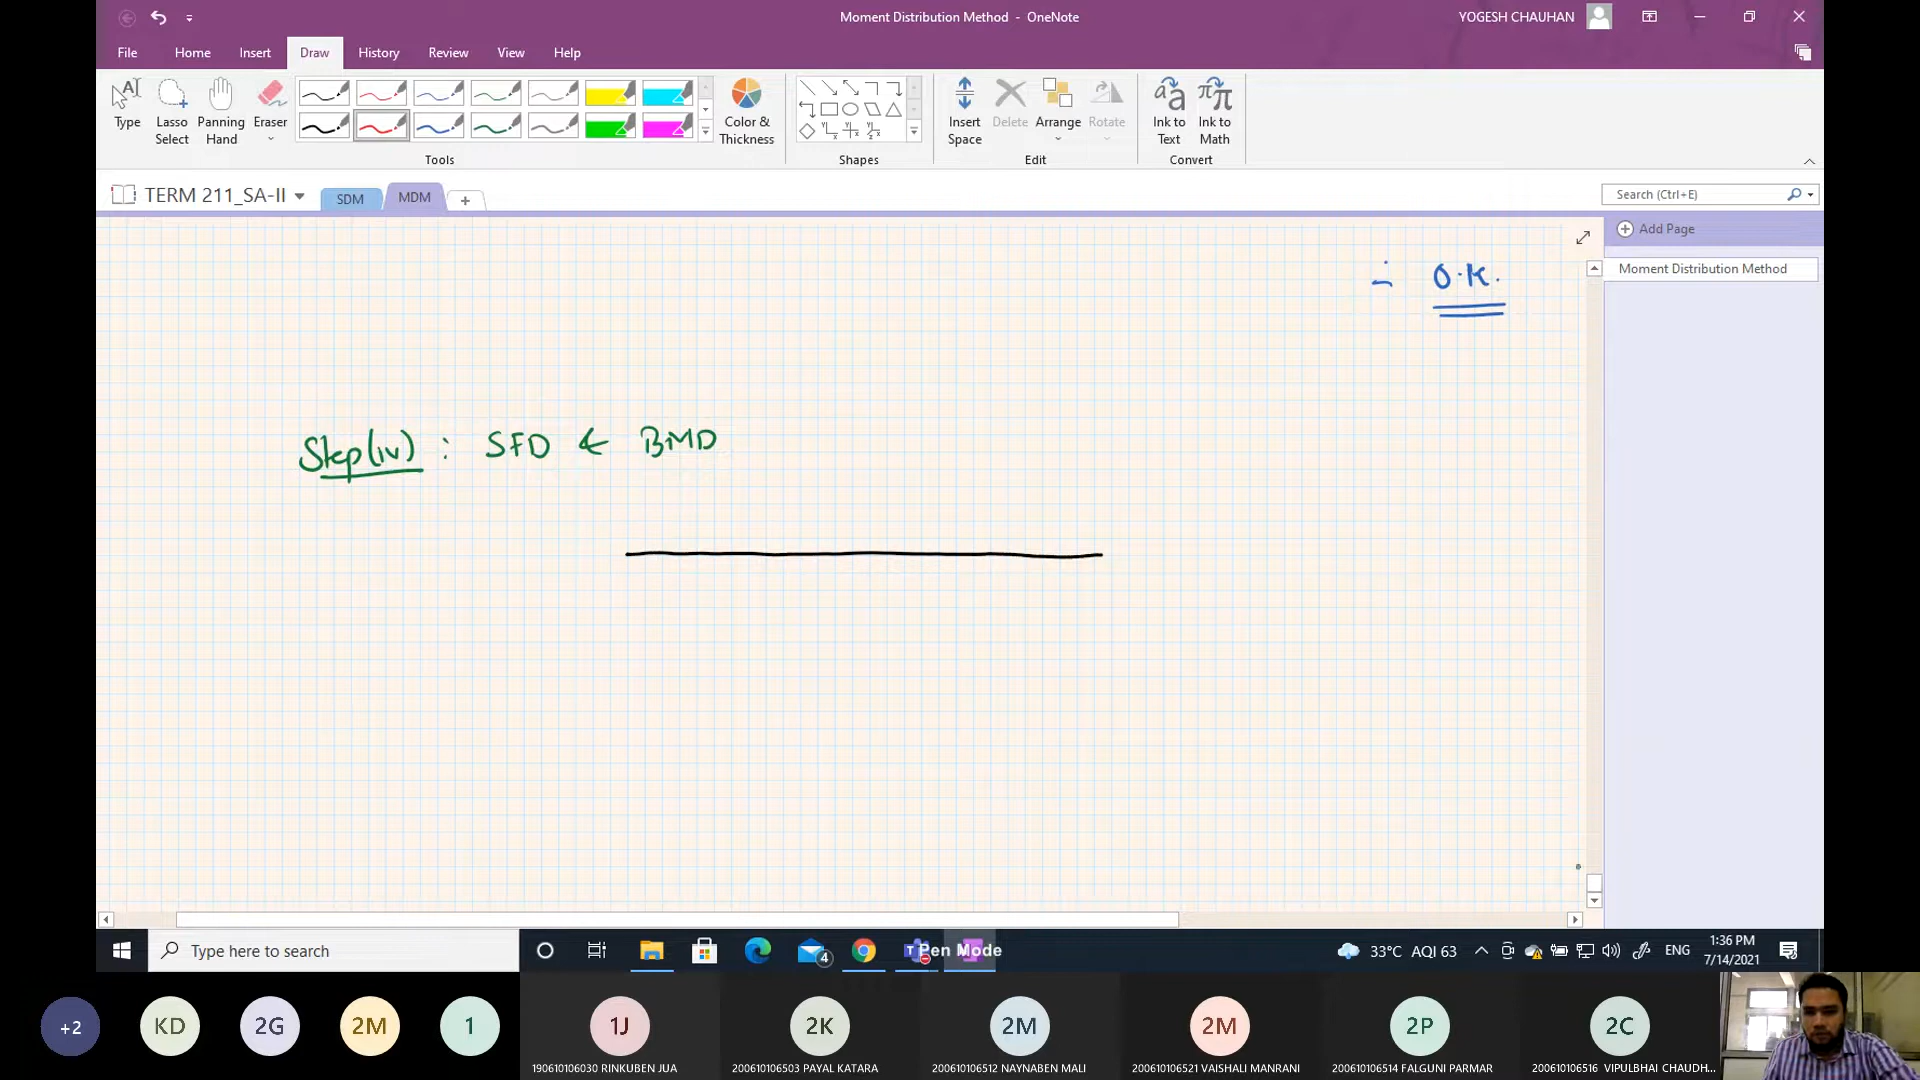 Moment Distribution Method - OneNote
YOGESH CHAUHAN
File Home Insert Draw History Review View Help
Type
Lasso Select
Panning Hand
Eraser
Color & Thickness
Insert Space
Delete
Arrange
Rotate
Ink to Text
Ink to Math
Tools
Shapes
Edit
Convert
TERM 211_SA-II
SDM
MDM
Search (Ctrl+E)
Add Page
Moment Distribution Method
O.K.
Step(iv) : SFD & BMD
Type here to search
4
Pen Mode
33°C AQI 63
ENG
1:36 PM
7/14/2021
+2
KD
2G
2M
1
1J
2K
2M
2M
2P
2C
190610106030 RINKUBEN JUA
200610106503 PAYAL KATARA
200610106512 NAYNABEN MALI
200610106521 VAISHALI MANRANI
200610106514 FALGUNI PARMAR
200610106516 VIPULBHAI CHAUDH...